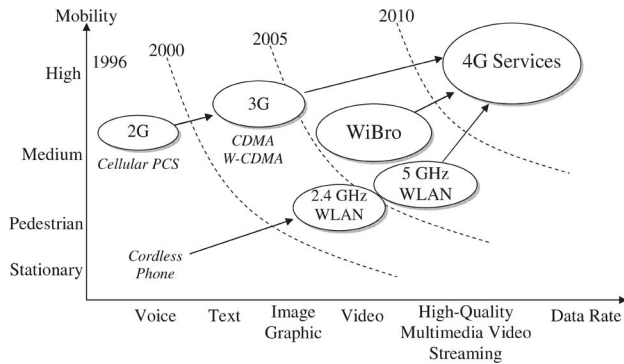 Mobility
High
Medium
Pedestrian
Stationary
1996
2000
2005
2010
2G
Cellular PCS
3G
CDMA
W-CDMA
WiBro
4G Services
2.4 GHz
WLAN
5 GHz
WLAN
Cordless
Phone
Voice
Text
Image
Graphic
Video
High-Quality
Multimedia Video
Streaming
Data Rate